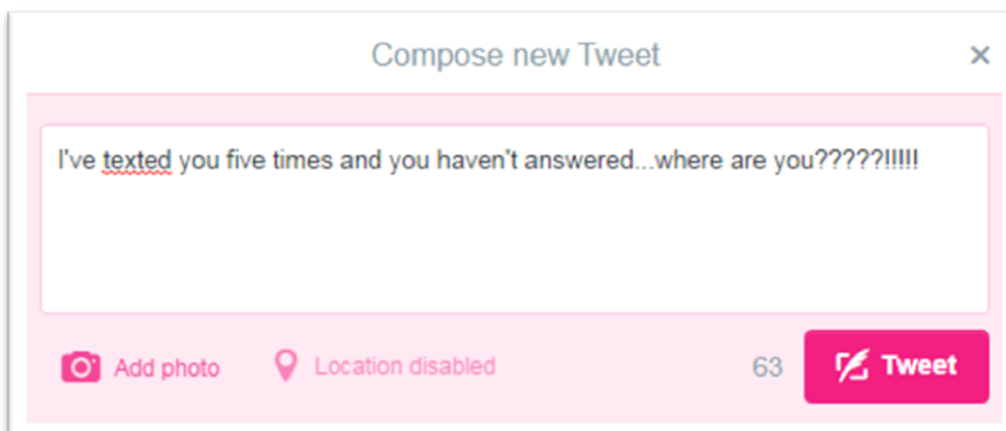 Compose new Tweet ×
I've texted you five times and you haven't answered...where are you?????!!!!!
Add photo Location disabled 63 Tweet